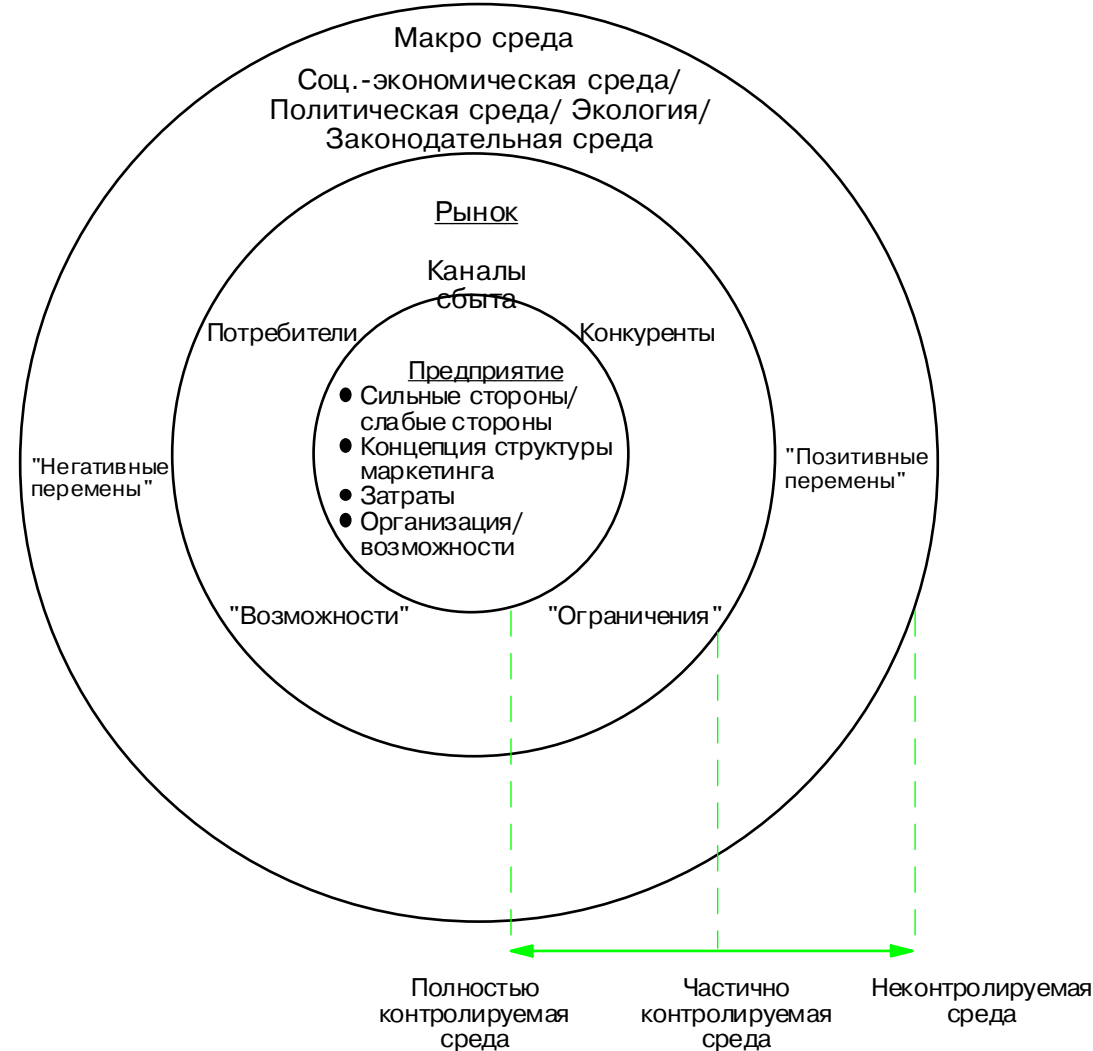 Макро среда
Соц.-экономическая среда/
Политическая среда/ Экология/
Законодательная среда
Рынок
Каналы
сбыта
Потребители
Конкуренты
Предприятие
● Сильные стороны/
слабые стороны
● Концепция структуры
маркетинга
● Затраты
● Организация/
возможности
"Негативные
перемены"
"Позитивные
перемены"
"Возможности"
"Ограничения"
Полностью
контролируемая
среда
Частично
контролируемая
среда
Неконтролируемая
среда